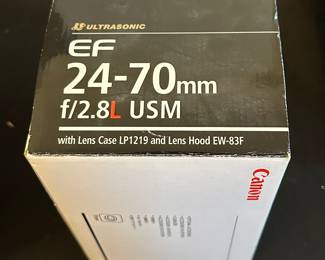 ULTRASONIC
EF
24-70mm
f/2.8L USM
with Lens Case LP1219 and Lens Hood EW-83F
Canon